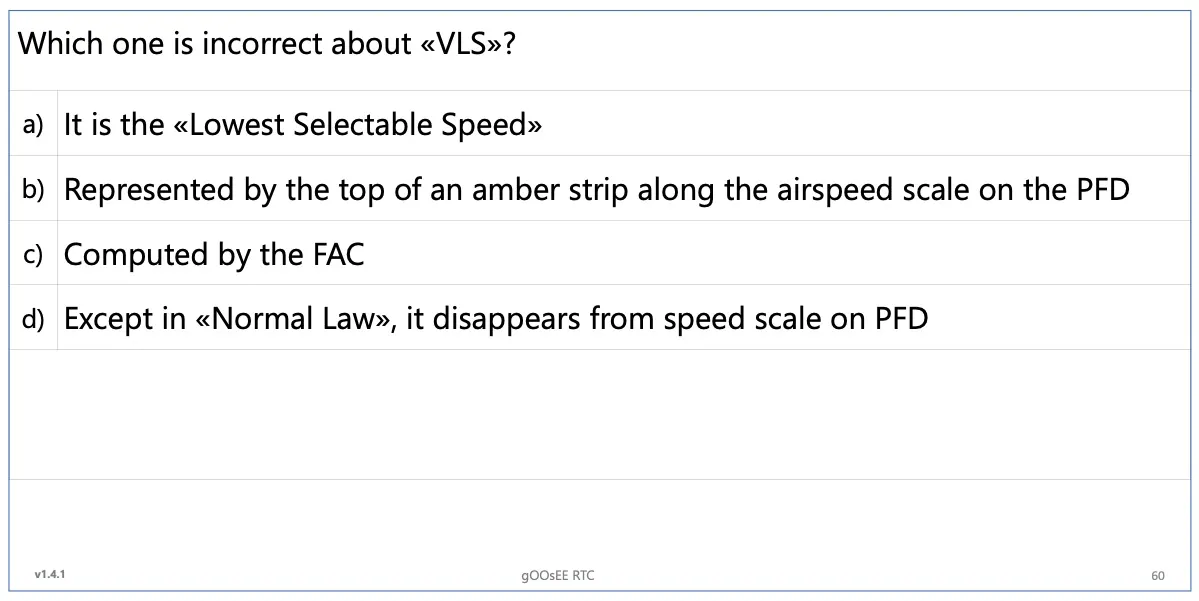 Which one is incorrect about «VLS»?
a) It is the «Lowest Selectable Speed»
b) Represented by the top of an amber strip along the airspeed scale on the PFD
c) Computed by the FAC
d) Except in «Normal Law», it disappears from speed scale on PFD
v1.4.1 gOOsEE RTC 60